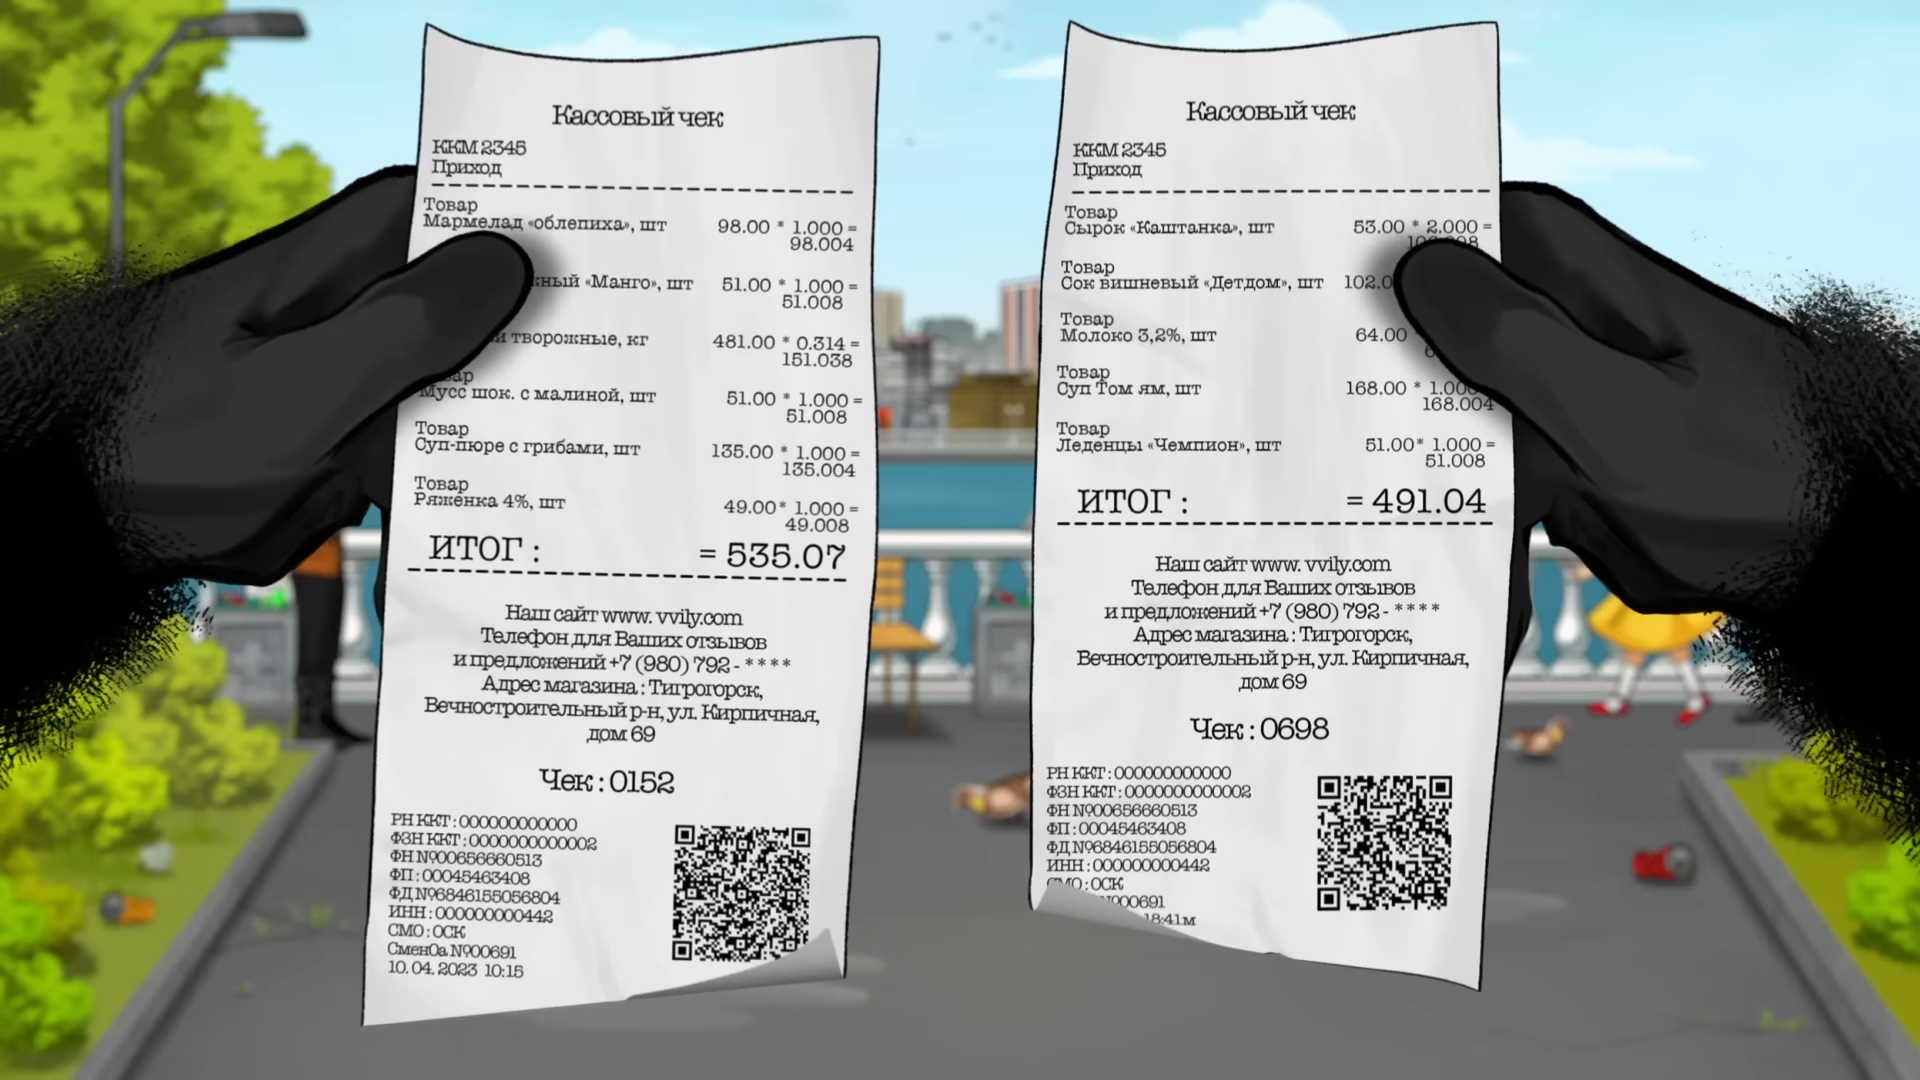 Кассовый чек
ККМ 2345
Приход
Товар
Мармелад «облепиха», шт 98.00 * 1.000 =
98.004
«Манго», шт 51.00 * 1.000 =
51.008
творожные, кг 481.00 * 0.314 =
151.038
Мусс шок. с малиной, шт 51.00 * 1.000 =
51.008
Товар
Суп-пюре с грибами, шт 135.00 * 1.000 =
135.004
Товар
Ряженка 4%, шт 49.00* 1.000 =
49.008
ИТОГ : = 535.07
Наш сайт www. vvily.com
Телефон для Ваших отзывов
и предложений +7 (980) 792 - ****
Адрес магазина : Тигрогорск,
Вечностроительный р-н, ул. Кирпичная,
дом 69
Чек : 0152
РН ККТ : 000000000000
ФЗН ККТ : 0000000000002
ФН №00656660513
ФП : 00045463408
ФД №6846155056804
ИНН : 000000000442
СМО : ОСК
Смен0а №00691
10. 04. 2023 10:15
Кассовый чек
ККМ 2345
Приход
Товар
Сырок «Каштанка», шт 53.00 * 2.000 =
Товар
Сок вишневый «Детдом», шт
Товар
Молоко 3,2%, шт 64.00
Товар
Суп Том ям, шт 168.00 *
168.004
Товар
Леденцы «Чемпион», шт 51.00* 1.000 =
51.008
ИТОГ : = 491.04
Наш сайт www. vvily.com
Телефон для Ваших отзывов
и предложений +7 (980) 792 - ****
Адрес магазина : Тигрогорск,
Вечностроительный р-н, ул. Кирпичная,
дом 69
Чек : 0698
РН ККТ : 000000000000
ФЗН ККТ : 0000000000002
ФН №00656660513
ФП : 00045463408
ФД №6846155056804
ИНН : 000000000442
СМО : ОСК
№00691
18:41м